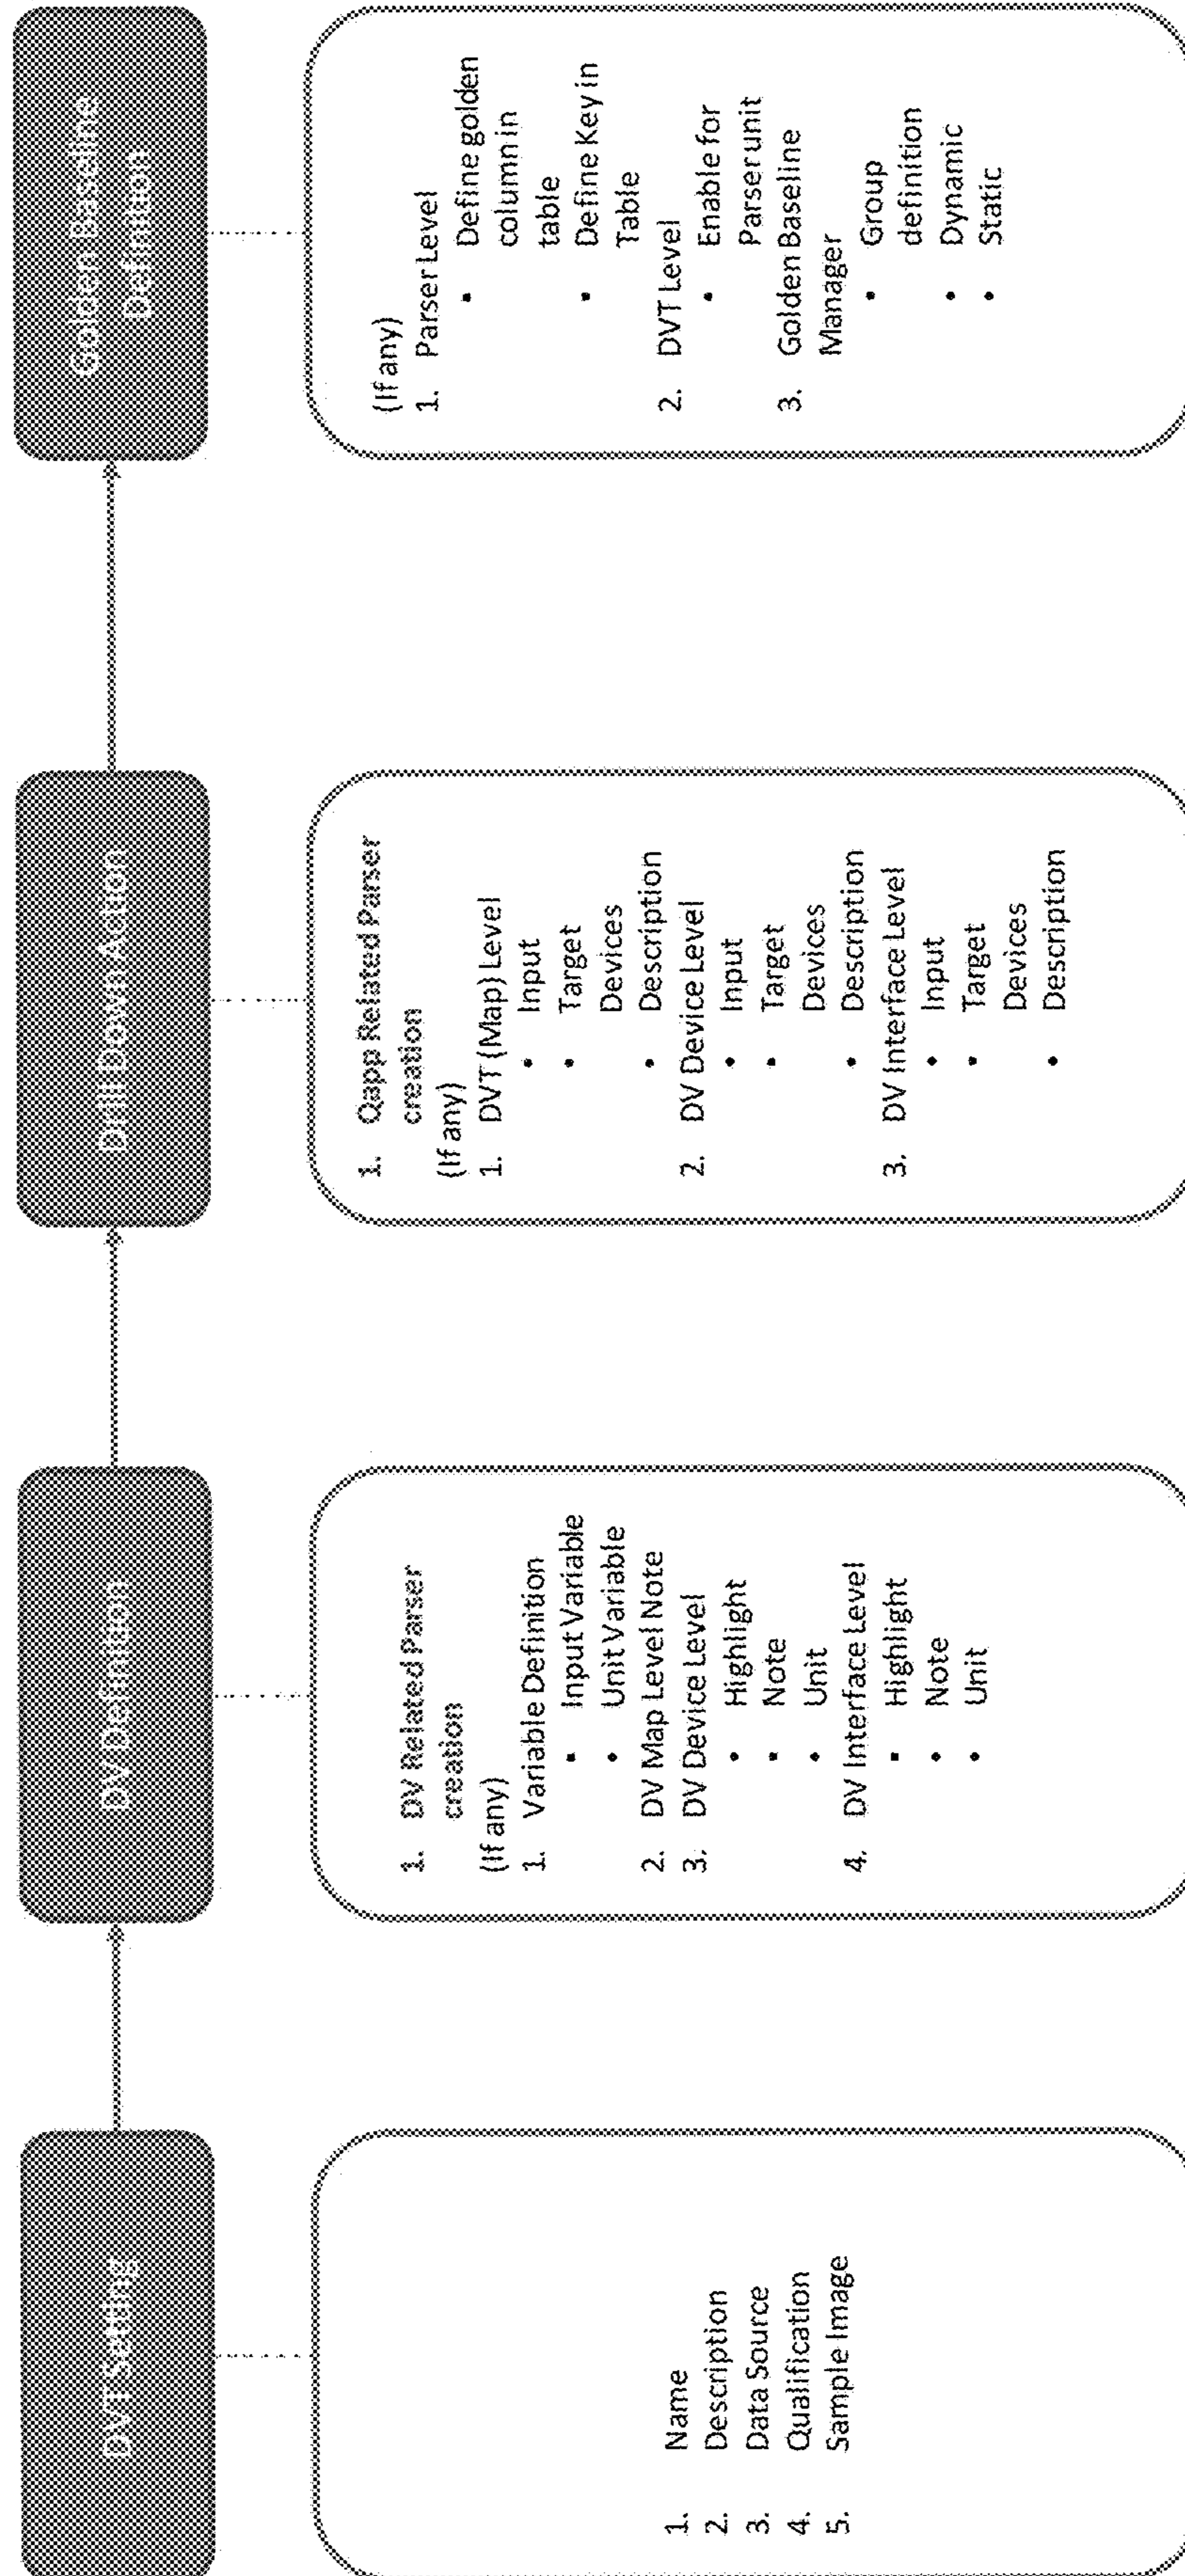 DVT Setting
1. Name
2. Description
3. Data Source
4. Qualification
5. Sample Image
DV Definition
1. DV Related Parser
creation
(If any)
1. Variable Definition
▪ Input Variable
• Unit Variable
2. DV Map Level Note
3. DV Device Level
• Highlight
▪ Note
• Unit
4. DV Interface Level
▪ Highlight
• Note
• Unit
Drill Down Action
1. Qapp Related Parser
creation
(If any)
1. DVT (Map) Level
• Input
• Target
Devices
• Description
2. DV Device Level
• Input
• Target
Devices
• Description
3. DV Interface Level
• Input
▪ Target
Devices
• Description
Golden Baseline
Definition
(If any)
1. Parser Level
▪ Define golden
column in
table
▪ Define Key in
Table
2. DVT Level
• Enable for
Parser unit
3. Golden Baseline
Manager
• Group
definition
• Dynamic
• Static